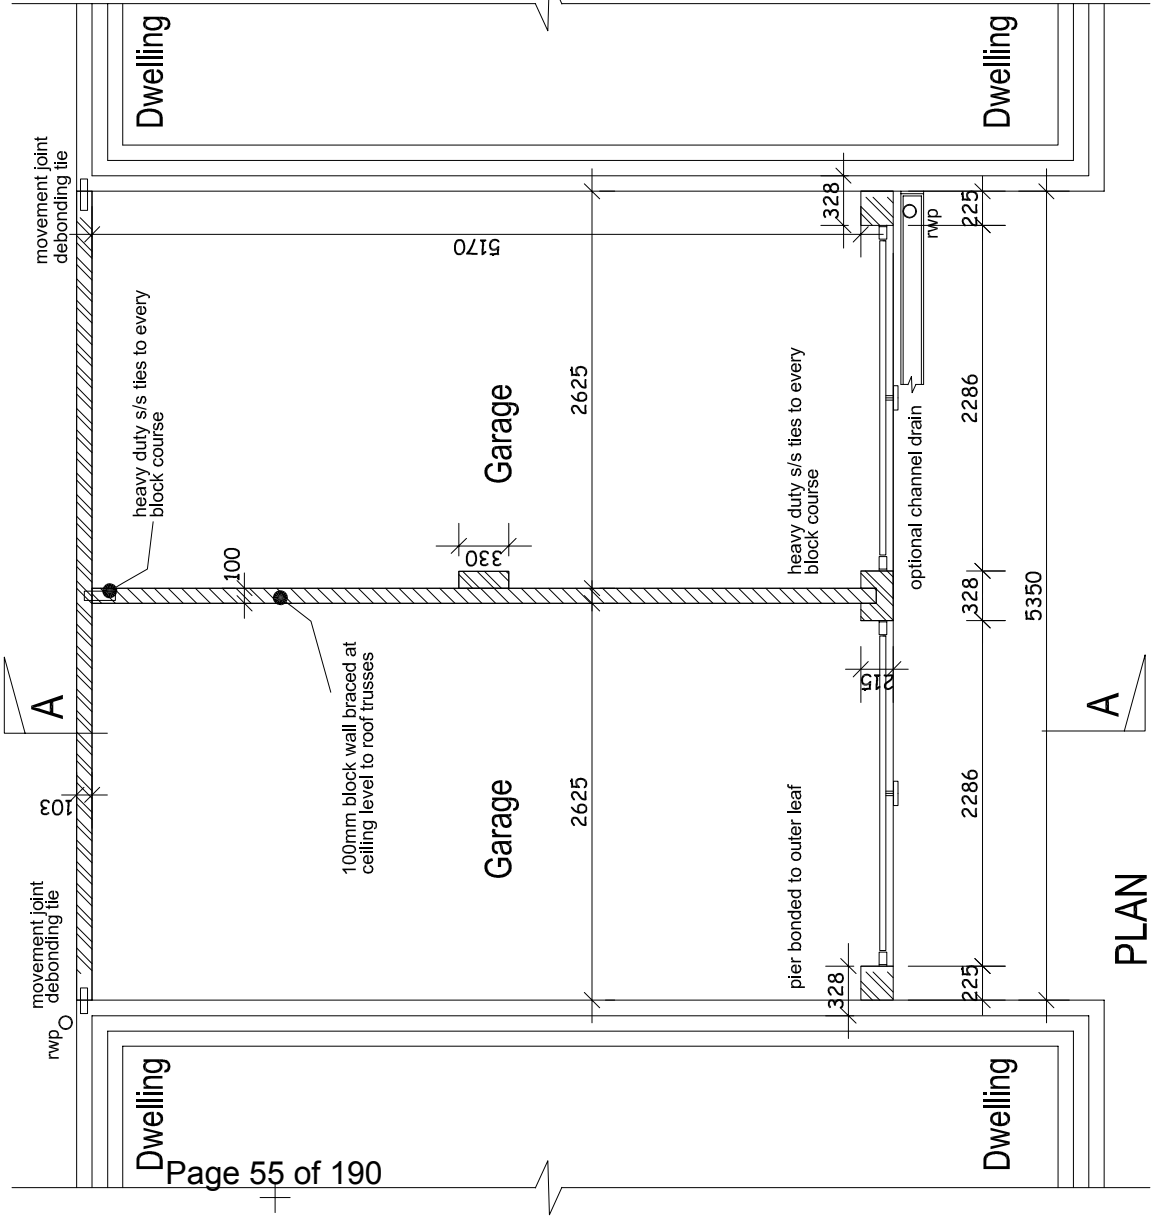 Dwelling
Dwelling
movement joint
debonding tie
328
225
rwp
5170
heavy duty s/s ties to every
block course
2625
Garage
heavy duty s/s ties to every
block course
2286
optional channel drain
100
330
328
5350
A
100mm block wall braced at
ceiling level to roof trusses
215
A
103
Garage
2625
pier bonded to outer leaf
2286
PLAN
movement joint
debonding tie
328
225
rwp
Dwelling
Dwelling
Page 55 of 190